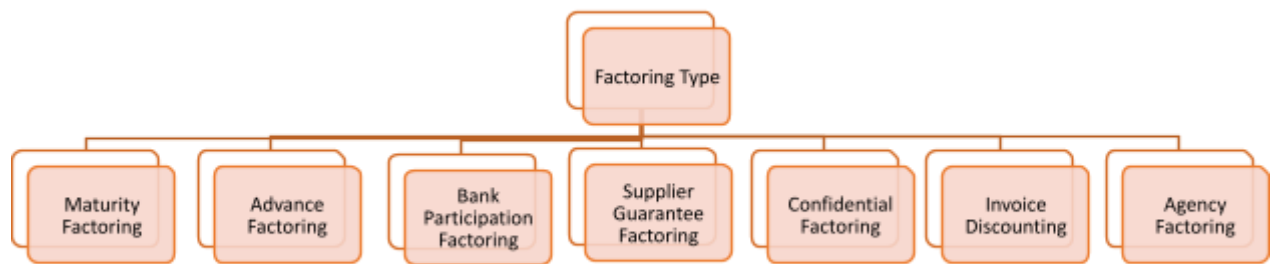 Factoring Type
Maturity
Factoring
Advance
Factoring
Bank
Participation
Factoring
Supplier
Guarantee
Factoring
Confidential
Factoring
Invoice
Discounting
Agency
Factoring